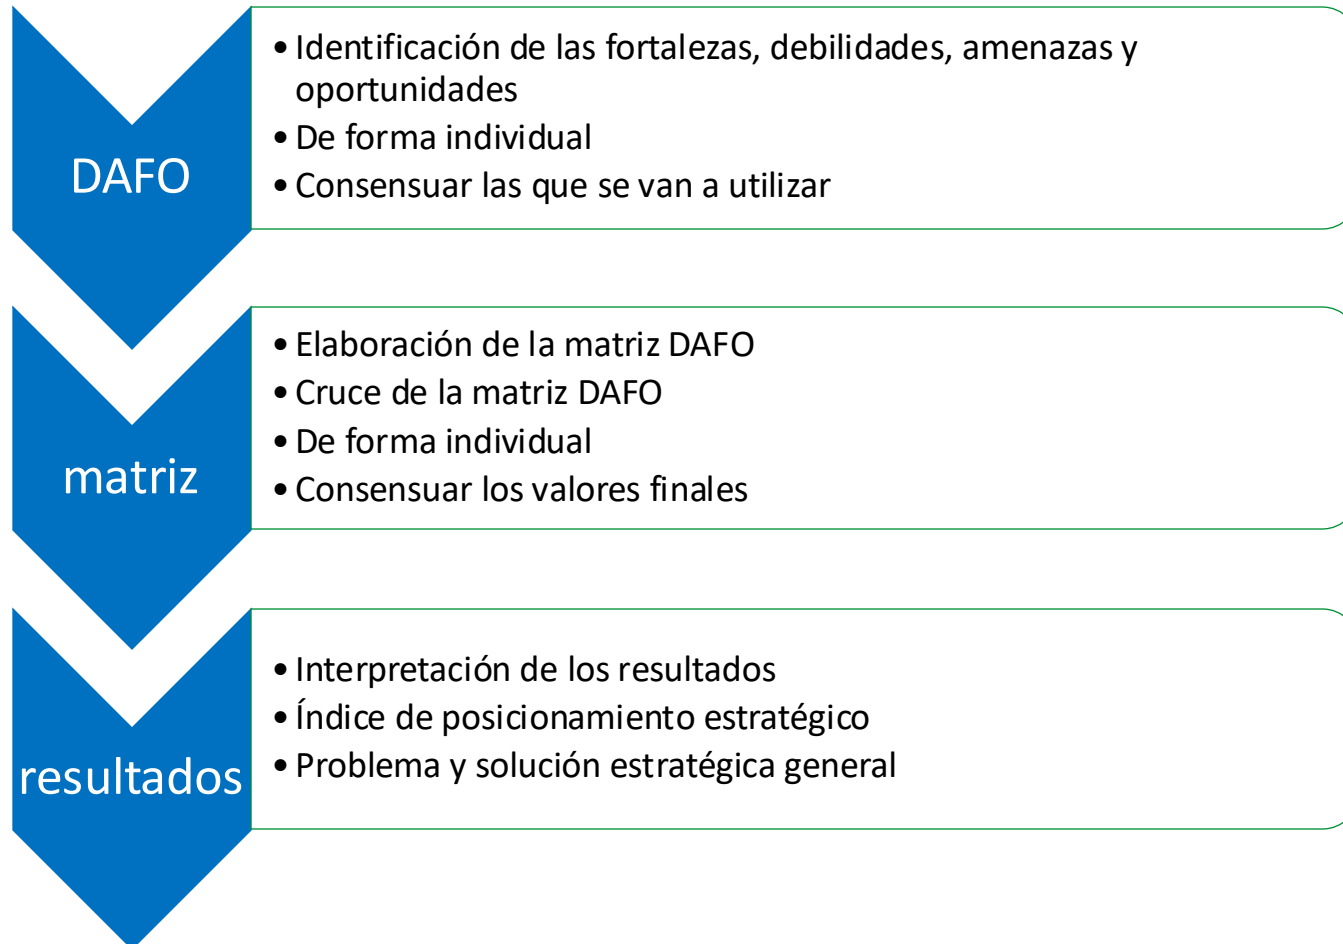 DAFO
• Identificación de las fortalezas, debilidades, amenazas y
oportunidades
• De forma individual
• Consensuar las que se van a utilizar
matriz
• Elaboración de la matriz DAFO
• Cruce de la matriz DAFO
• De forma individual
• Consensuar los valores finales
resultados
• Interpretación de los resultados
• Índice de posicionamiento estratégico
• Problema y solución estratégica general